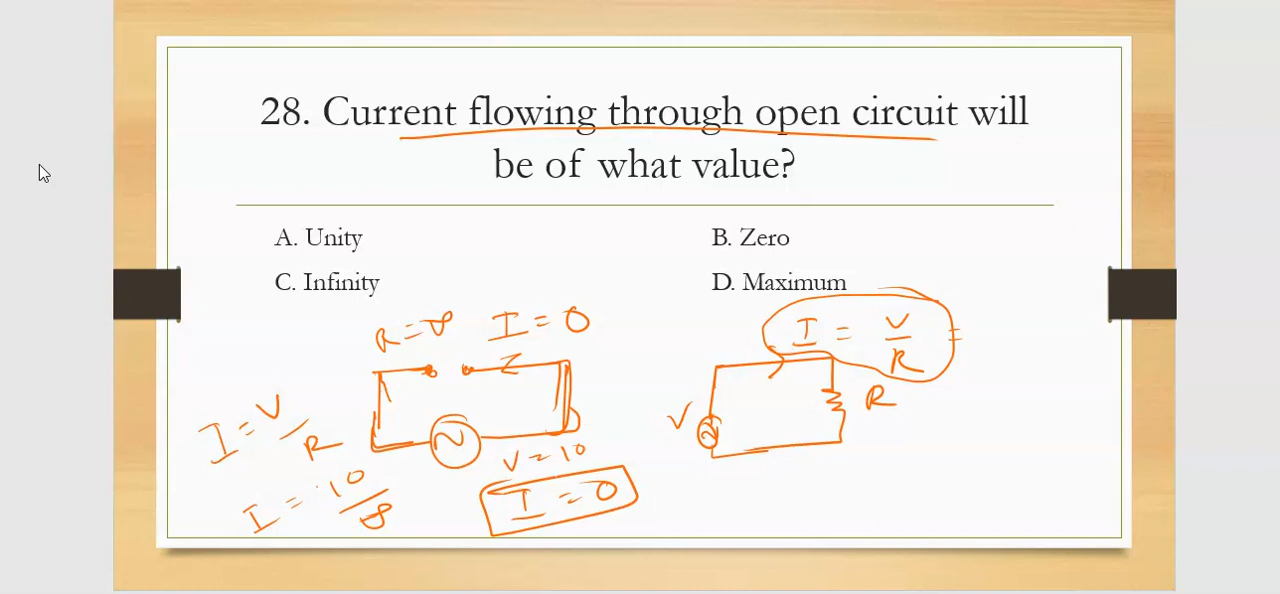 28. Current flowing through open circuit will
be of what value?
A. Unity
B. Zero
C. Infinity
D. Maximum
R=∞ I = 0
I = V/R
I = V/R
R
V
V = 10
I = 10/∞
I = 0